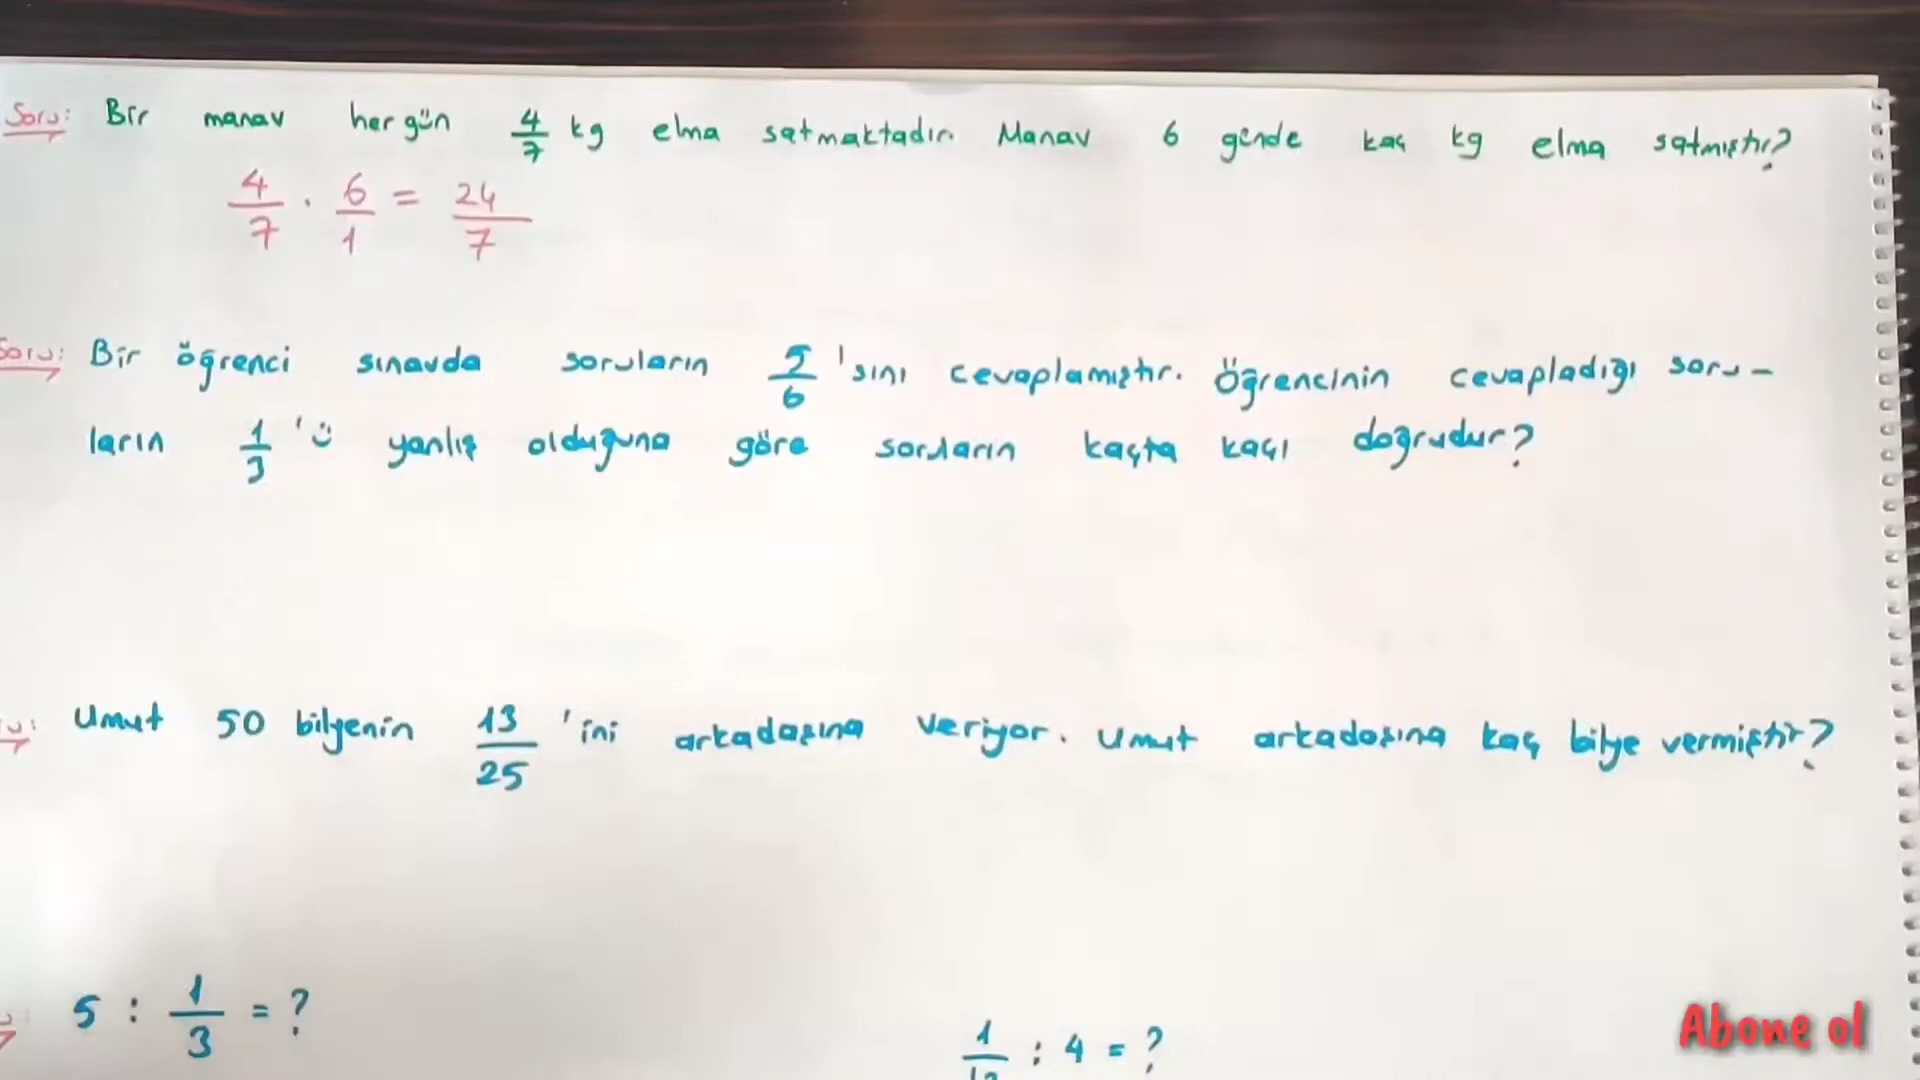 Soru: Bir manav her gün 4/7 kg elma satmaktadır. Manav 6 günde kaç kg elma satmıştır?
4/7 . 6/1 = 24/7
Soru: Bir öğrenci sınavda soruların 5/6 'sını cevaplamıştır. Öğrencinin cevapladığı soru-
ların 1/3 'ü yanlış olduğuna göre soruların kaçta kaçı doğrudur?
Umut 50 bilyenin 13/25 'ini arkadaşına veriyor. Umut arkadaşına kaç bilye vermiştir?
5 : 1/3 = ?
: 4 = ?
Abone ol